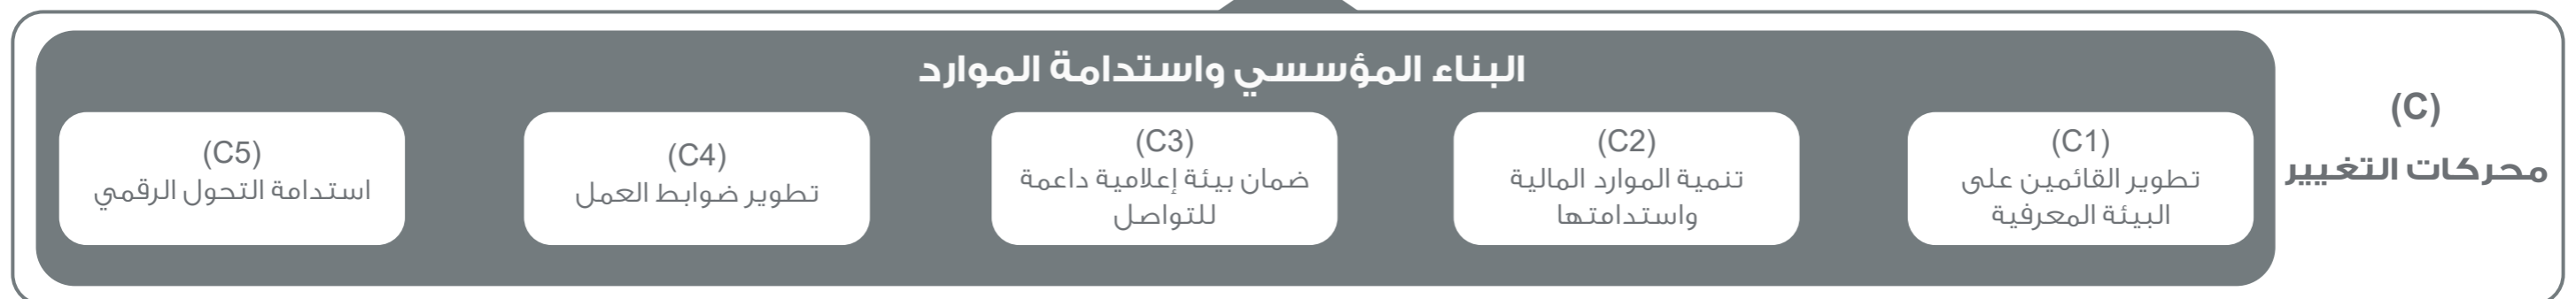 (C)
محركات التغيير
البناء المؤسسي واستدامة الموارد
(C1)
تطوير القائمين على
البيئة المعرفية
(C2)
تنمية الموارد المالية
واستدامتها
(C3)
ضمان بيئة إعلامية داعمة
للتواصل
(C4)
تطوير ضوابط العمل
(C5)
استدامة التحول الرقمي